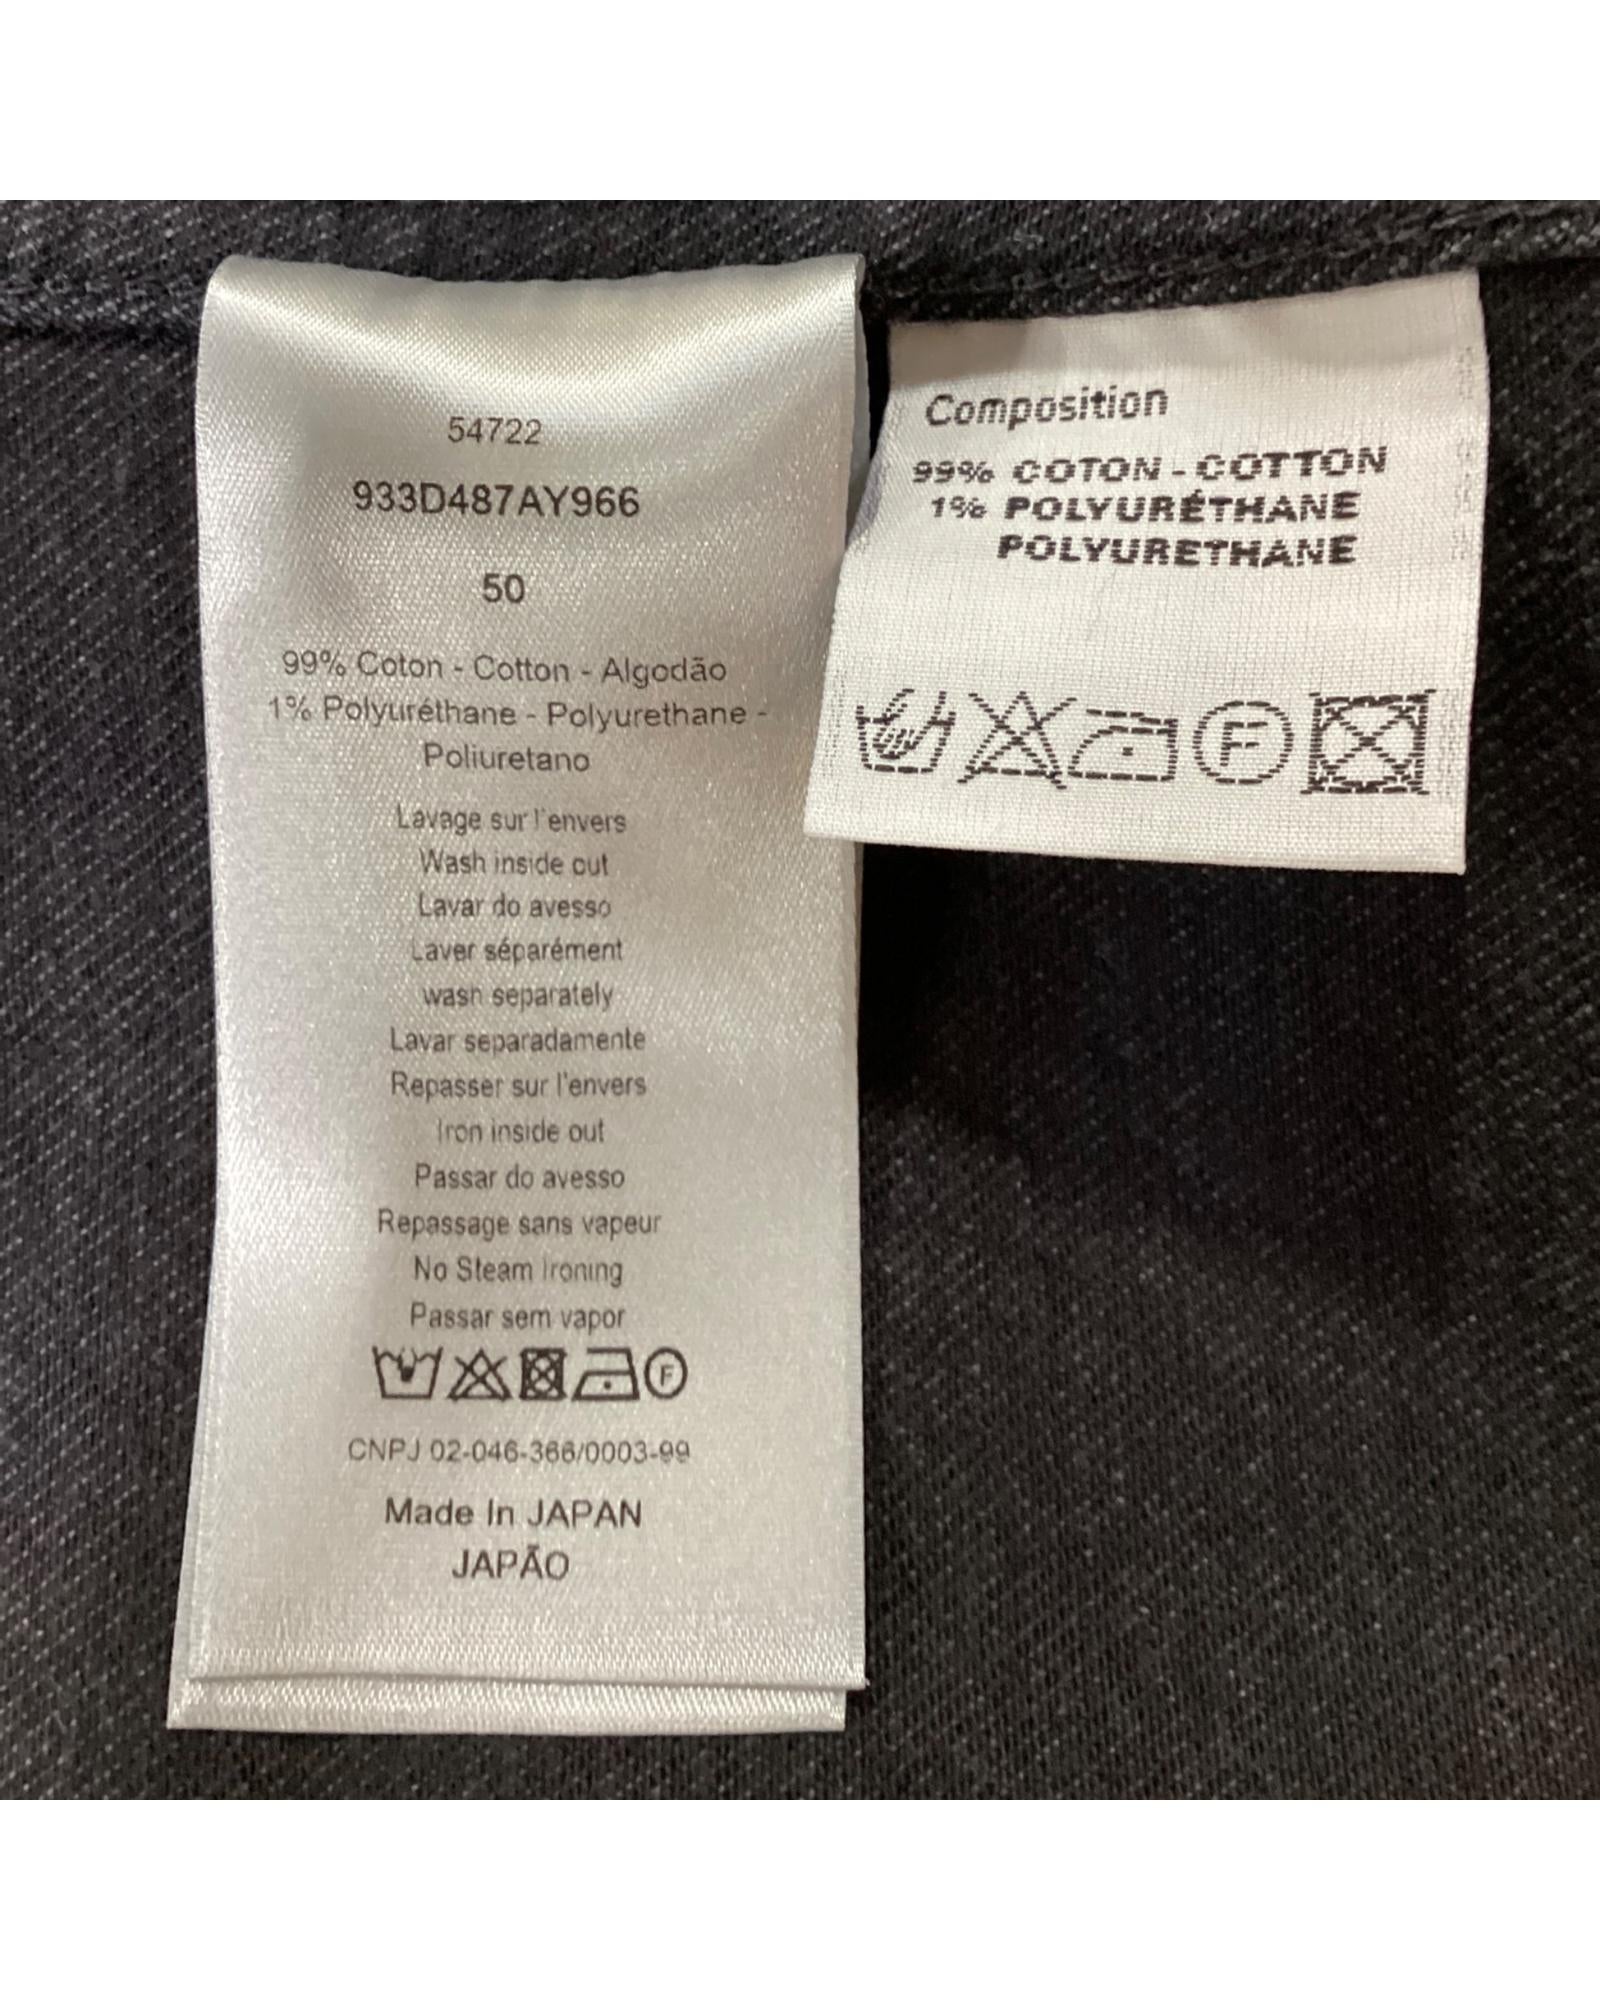 54722
933D487AY966
50
99% Coton - Cotton - Algodão
1% Polyuréthane - Polyurethane -
Poliuretano
Lavage sur l'envers
Wash inside out
Lavar do avesso
Laver séparément
wash separately
Lavar separadamente
Repasser sur l'envers
Iron inside out
Passar do avesso
Repassage sans vapeur
No Steam Ironing
Passar sem vapor
F
CNPJ 02-046-366/0003-99
Made In JAPAN
JAPÃO
Composition
99% COTON - COTTON
1% POLYURÉTHANE
POLYURETHANE
F